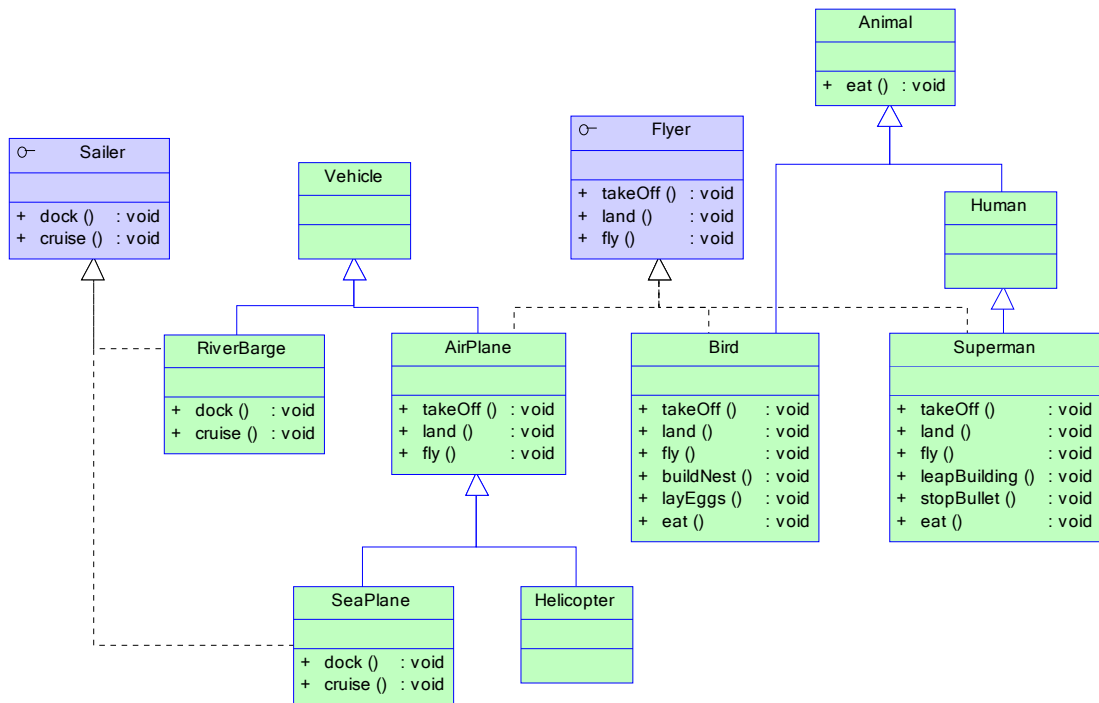 Animal
+ eat () : void
Sailer
+ dock () : void
+ cruise () : void
Vehicle
Flyer
+ takeOff () : void
+ land () : void
+ fly () : void
Human
RiverBarge
+ dock () : void
+ cruise () : void
AirPlane
+ takeOff () : void
+ land () : void
+ fly () : void
Bird
+ takeOff () : void
+ land () : void
+ fly () : void
+ buildNest () : void
+ layEggs () : void
+ eat () : void
Superman
+ takeOff () : void
+ land () : void
+ fly () : void
+ leapBuilding () : void
+ stopBullet () : void
+ eat () : void
SeaPlane
+ dock () : void
+ cruise () : void
Helicopter